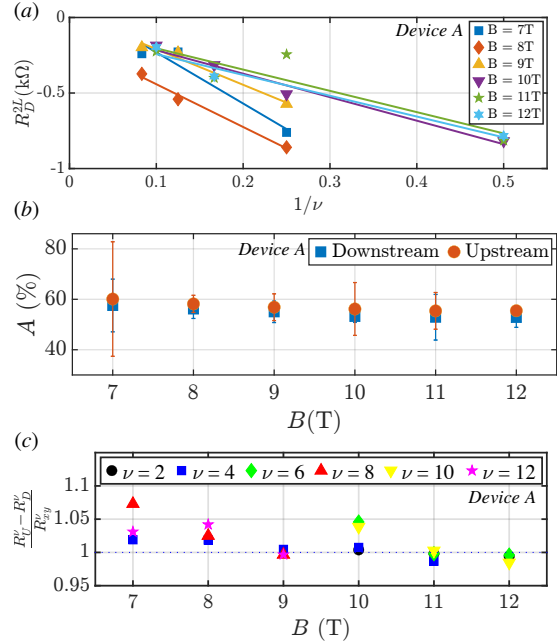 (a)
0
-0.5
-1
R_D^{2L}(kΩ)
0
0.1
0.2
0.3
0.4
0.5
1/ν
Device A
B = 7T
B = 8T
B = 9T
B = 10T
B = 11T
B = 12T
(b)
80
60
40
A (%)
Device A
Downstream
Upstream
7
8
9
10
11
12
B(T)
(c)
ν = 2
ν = 4
ν = 6
ν = 8
ν = 10
ν = 12
Device A
1.1
1.05
1
0.95
\frac{R_U^ν − R_D^ν}{R_{xy}^ν}
7
8
9
10
11
12
B (T)